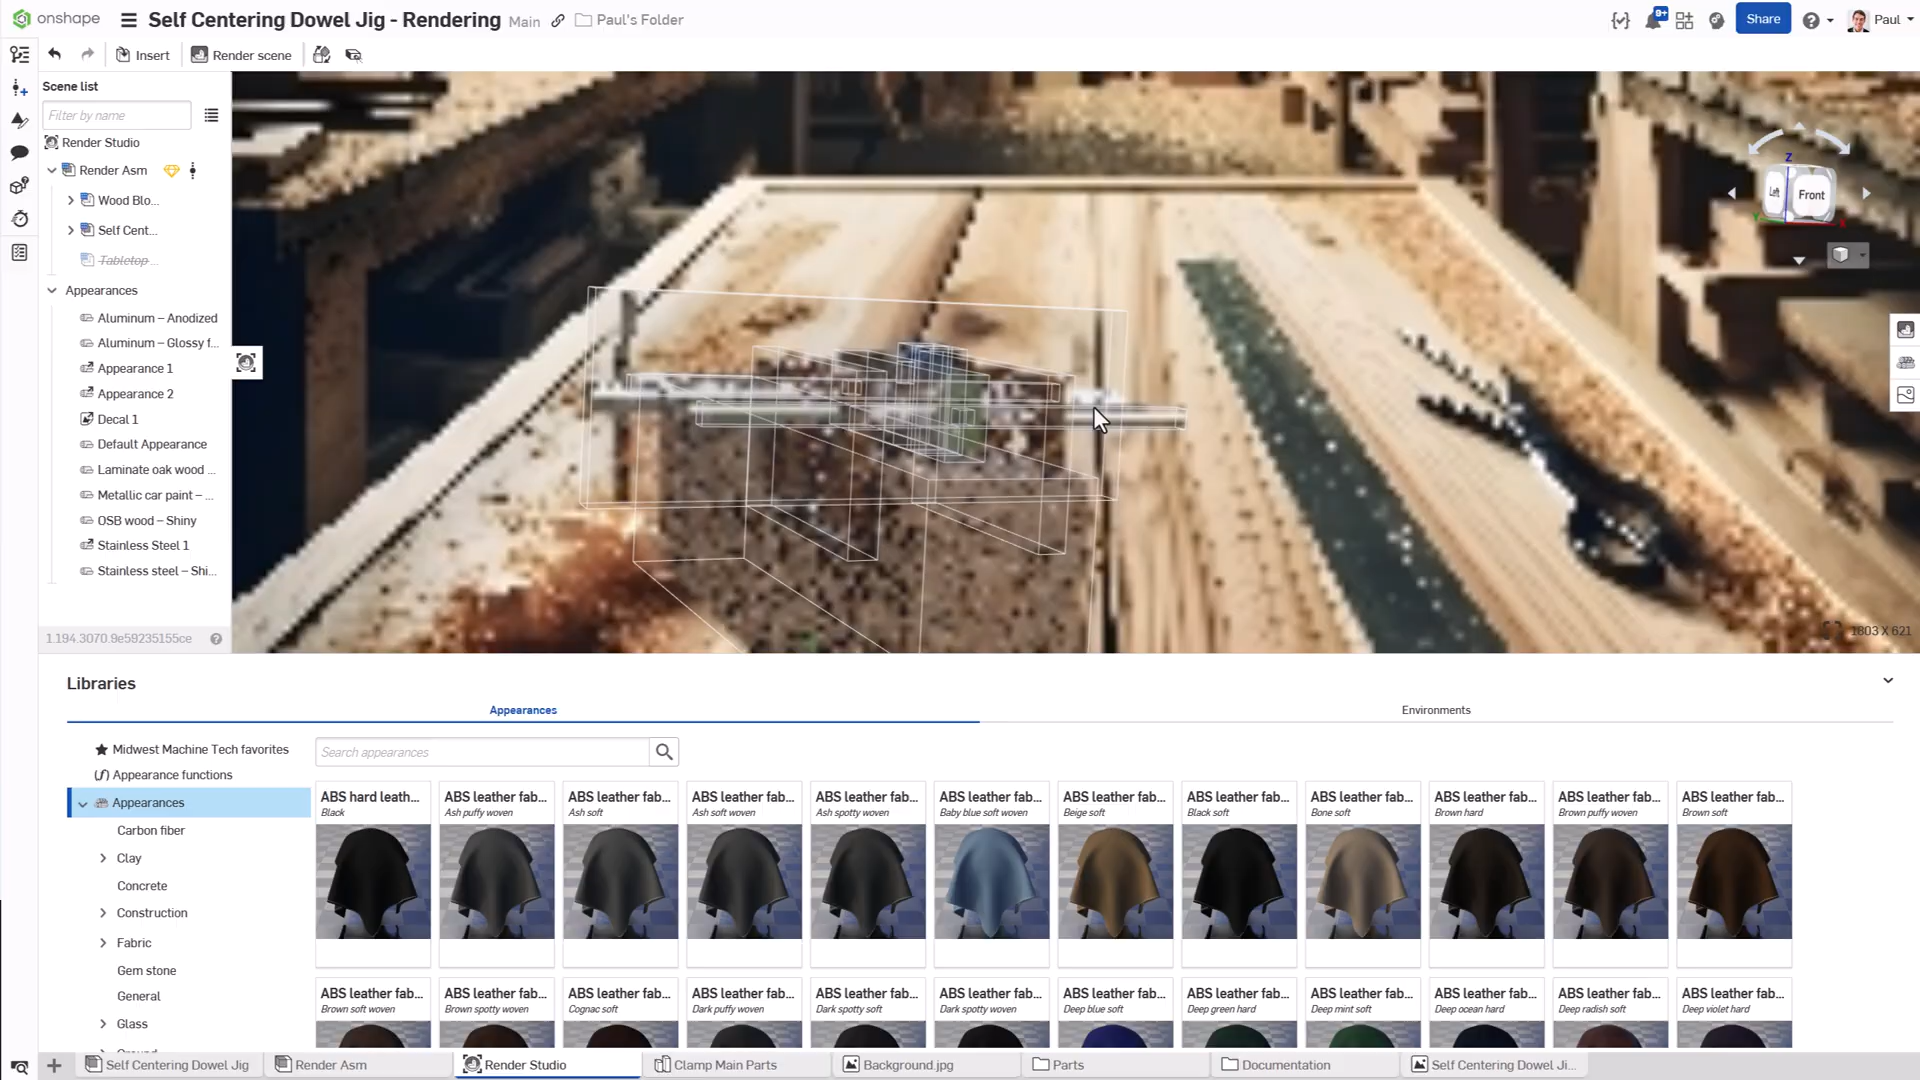 onshape
Self Centering Dowel Jig - Rendering Main Paul's Folder
9+
Share
Paul
Insert
Render scene
Scene list
Filter by name
Render Studio
Render Asm
Wood Blo...
Self Cent...
Tabletop ...
Appearances
Aluminum – Anodized
Aluminum – Glossy f...
Appearance 1
Appearance 2
Decal 1
Default Appearance
Laminate oak wood ...
Metallic car paint – ...
OSB wood – Shiny
Stainless Steel 1
Stainless steel – Shi...
1.194.3070.9e59235155ce
Z
Left
Front
Y
X
1803 X 621
Libraries
Appearances
Environments
Midwest Machine Tech favorites
Appearance functions
Appearances
Carbon fiber
Clay
Concrete
Construction
Fabric
Gem stone
General
Glass
Search appearances
ABS hard leath...
Black
ABS leather fab...
Ash puffy woven
ABS leather fab...
Ash soft
ABS leather fab...
Ash soft woven
ABS leather fab...
Ash spotty woven
ABS leather fab...
Baby blue soft woven
ABS leather fab...
Beige soft
ABS leather fab...
Black soft
ABS leather fab...
Bone soft
ABS leather fab...
Brown hard
ABS leather fab...
Brown puffy woven
ABS leather fab...
Brown soft
ABS leather fab...
Brown soft woven
ABS leather fab...
Brown spotty woven
ABS leather fab...
Cognac soft
ABS leather fab...
Dark puffy woven
ABS leather fab...
Dark spotty soft
ABS leather fab...
Dark spotty woven
ABS leather fab...
Deep blue soft
ABS leather fab...
Deep green hard
ABS leather fab...
Deep mint soft
ABS leather fab...
Deep ocean hard
ABS leather fab...
Deep radish soft
ABS leather fab...
Deep violet hard
Self Centering Dowel Jig
Render Asm
Render Studio
Clamp Main Parts
Background.jpg
Parts
Documentation
Self Centering Dowel Ji...